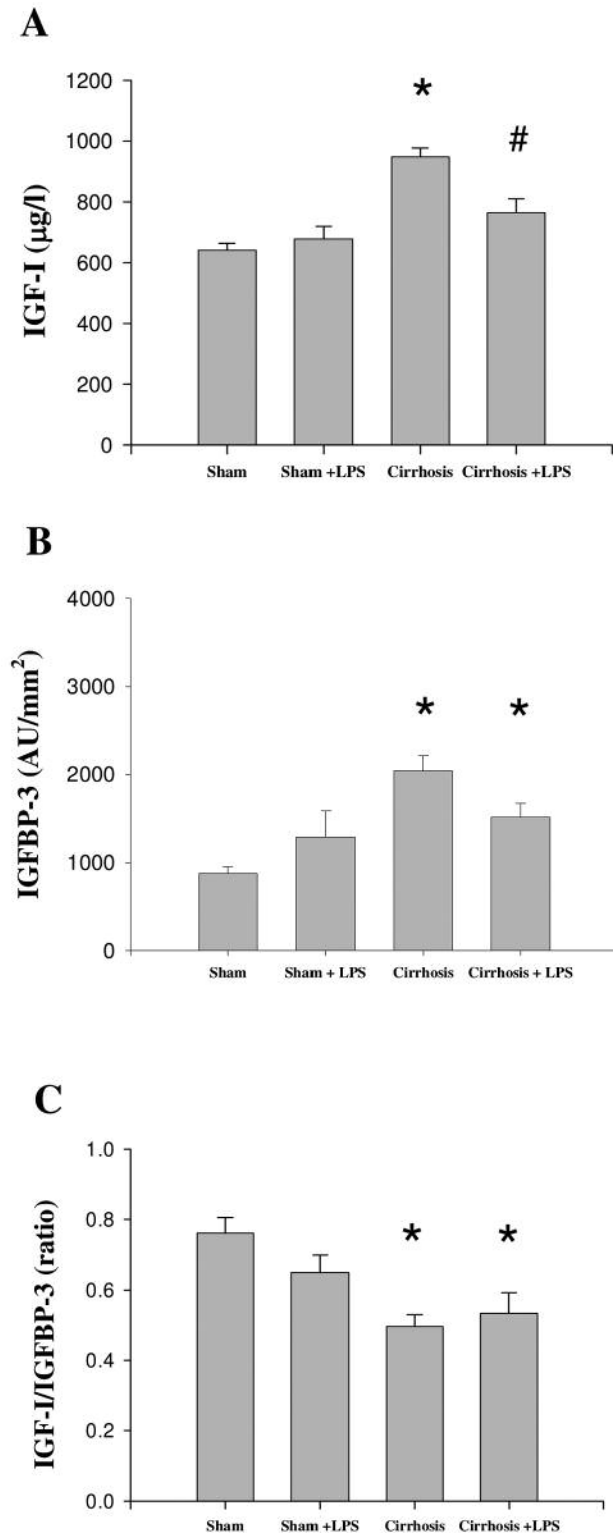 A
IGF-I (µg/l)
1200
1000
800
600
400
200
0
*
#
Sham Sham +LPS Cirrhosis Cirrhosis +LPS
B
IGFBP-3 (AU/mm²)
4000
3000
2000
1000
0
* *
Sham Sham + LPS Cirrhosis Cirrhosis + LPS
C
IGF-I/IGFBP-3 (ratio)
1.0
0.8
0.6
0.4
0.2
0.0
* *
Sham Sham +LPS Cirrhosis Cirrhosis +LPS